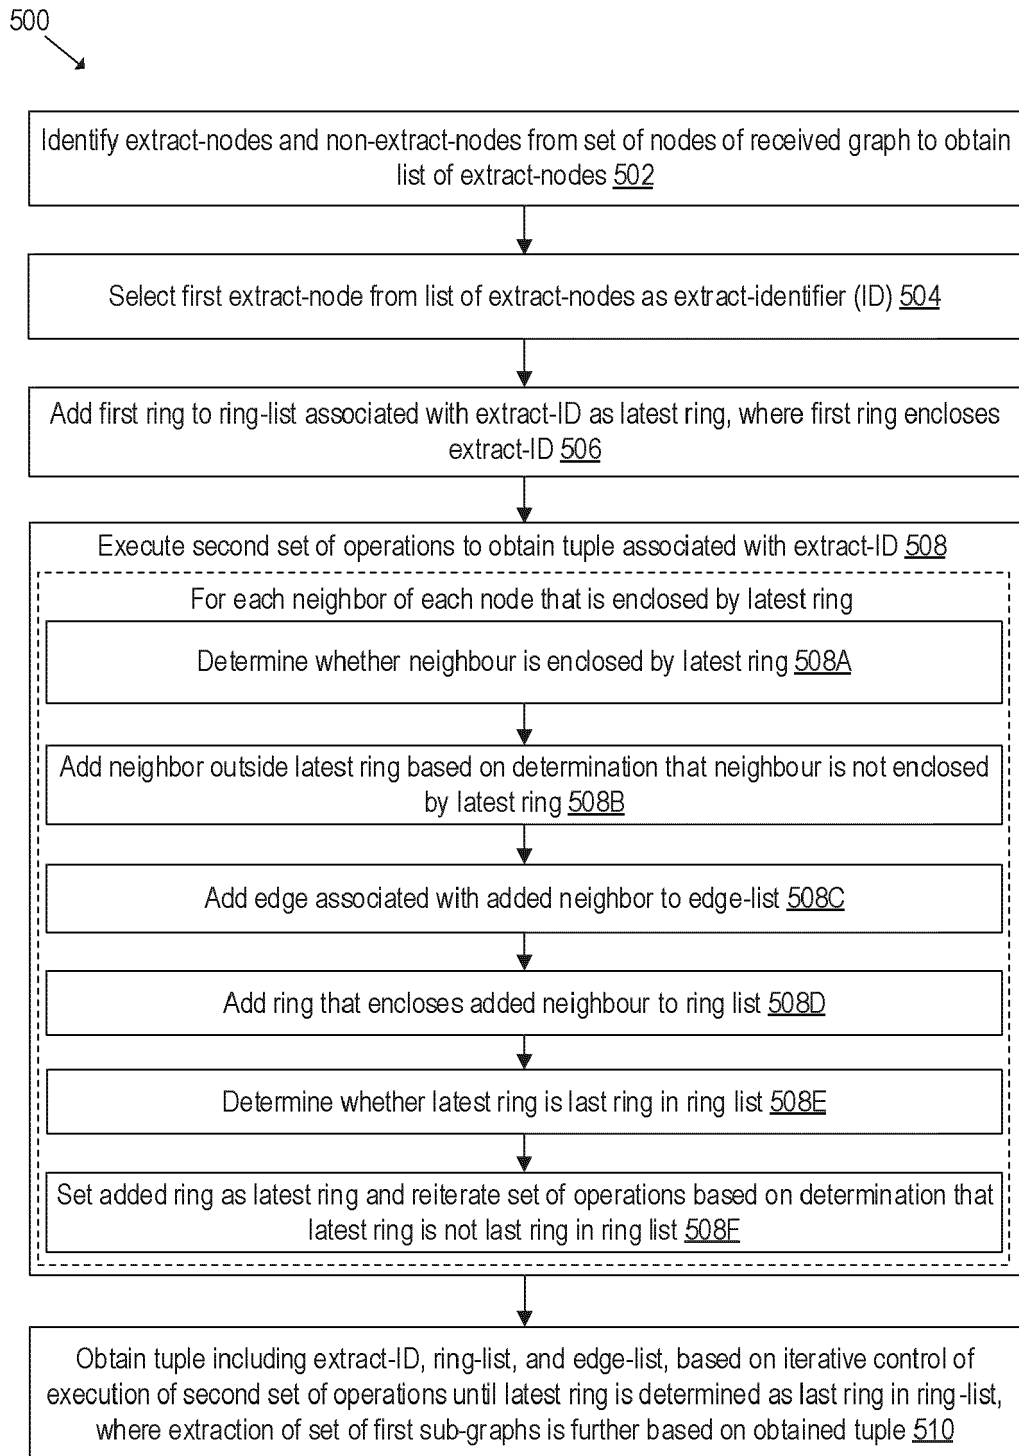 500
Identify extract-nodes and non-extract-nodes from set of nodes of received graph to obtain
list of extract-nodes 502
Select first extract-node from list of extract-nodes as extract-identifier (ID) 504
Add first ring to ring-list associated with extract-ID as latest ring, where first ring encloses
extract-ID 506
Execute second set of operations to obtain tuple associated with extract-ID 508
For each neighbor of each node that is enclosed by latest ring
Determine whether neighbour is enclosed by latest ring 508A
Add neighbor outside latest ring based on determination that neighbour is not enclosed
by latest ring 508B
Add edge associated with added neighbor to edge-list 508C
Add ring that encloses added neighbour to ring list 508D
Determine whether latest ring is last ring in ring list 508E
Set added ring as latest ring and reiterate set of operations based on determination that
latest ring is not last ring in ring list 508F
Obtain tuple including extract-ID, ring-list, and edge-list, based on iterative control of
execution of second set of operations until latest ring is determined as last ring in ring-list,
where extraction of set of first sub-graphs is further based on obtained tuple 510